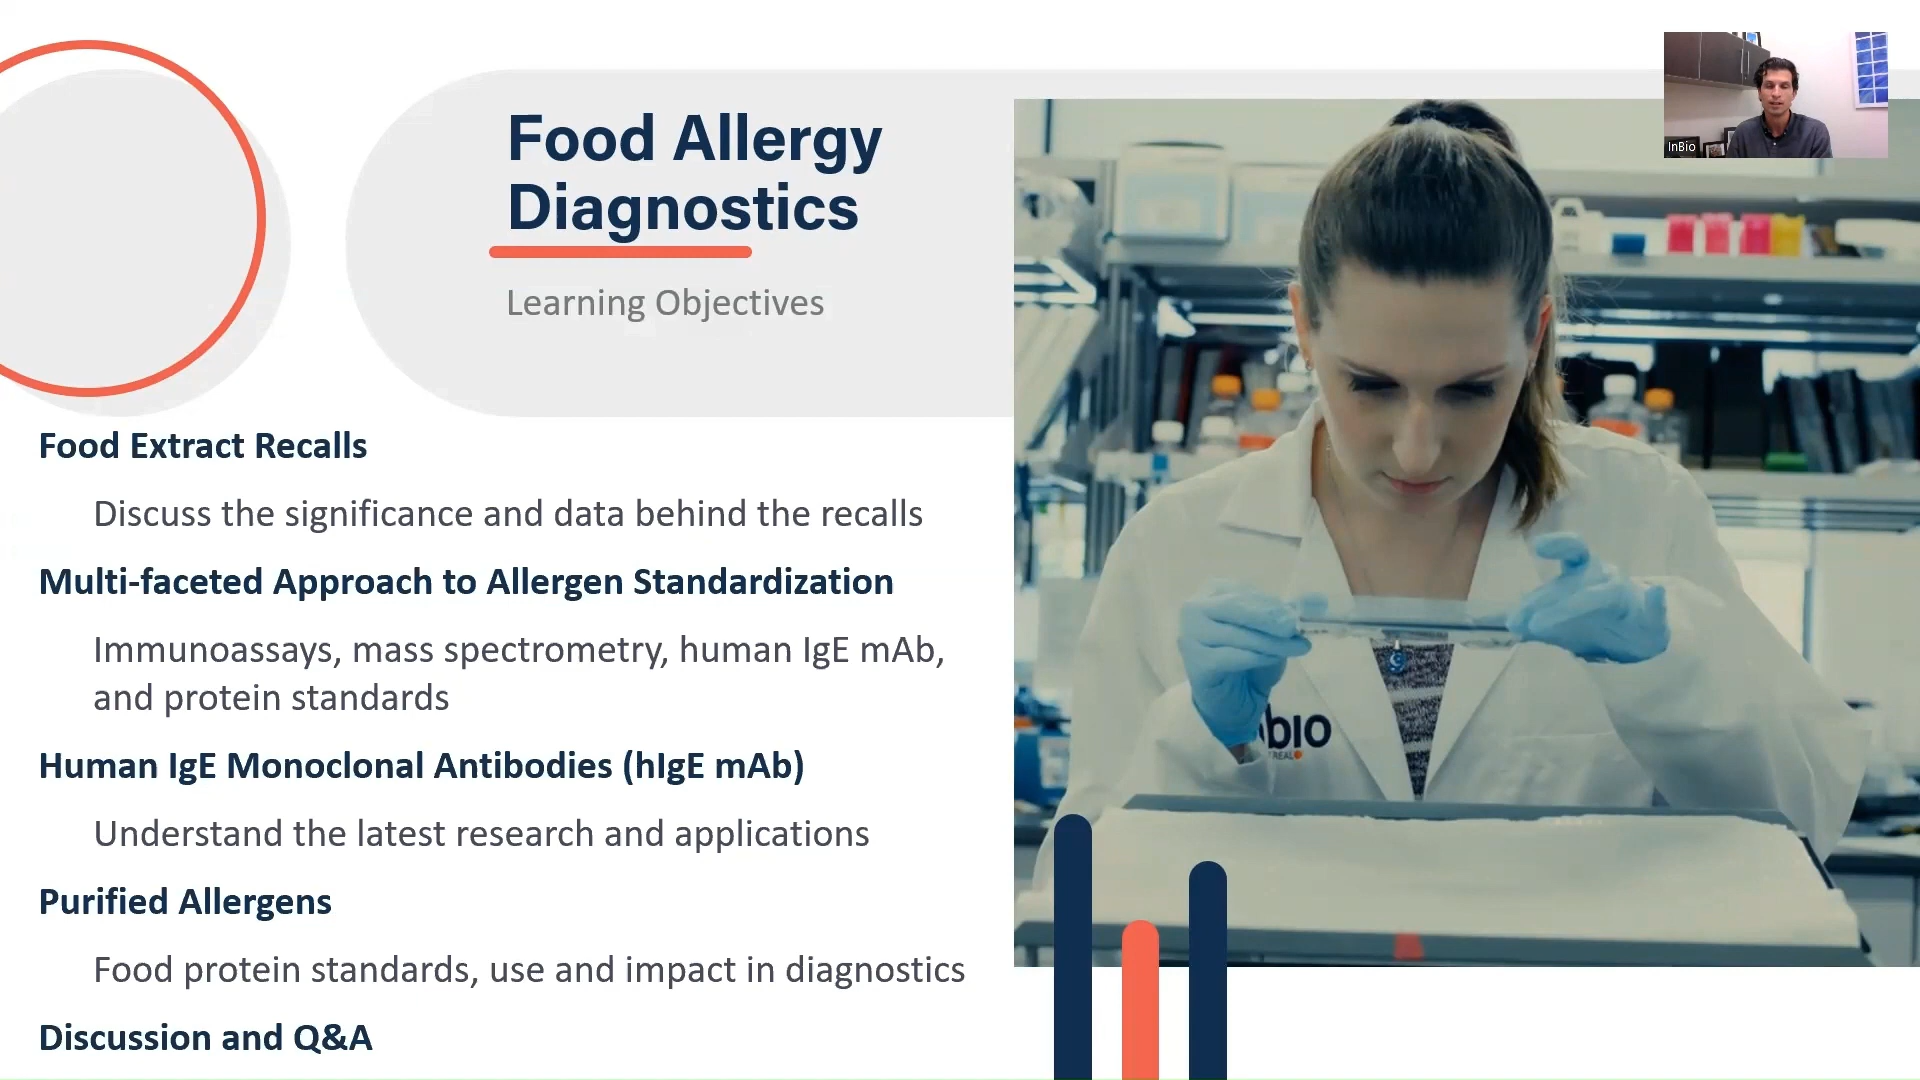 InBio
Food Allergy
Diagnostics
Learning Objectives
Food Extract Recalls
Discuss the significance and data behind the recalls
Multi-faceted Approach to Allergen Standardization
Immunoassays, mass spectrometry, human IgE mAb,
and protein standards
Human IgE Monoclonal Antibodies (hIgE mAb)
Understand the latest research and applications
Purified Allergens
Food protein standards, use and impact in diagnostics
Discussion and Q&A
bio
REAL